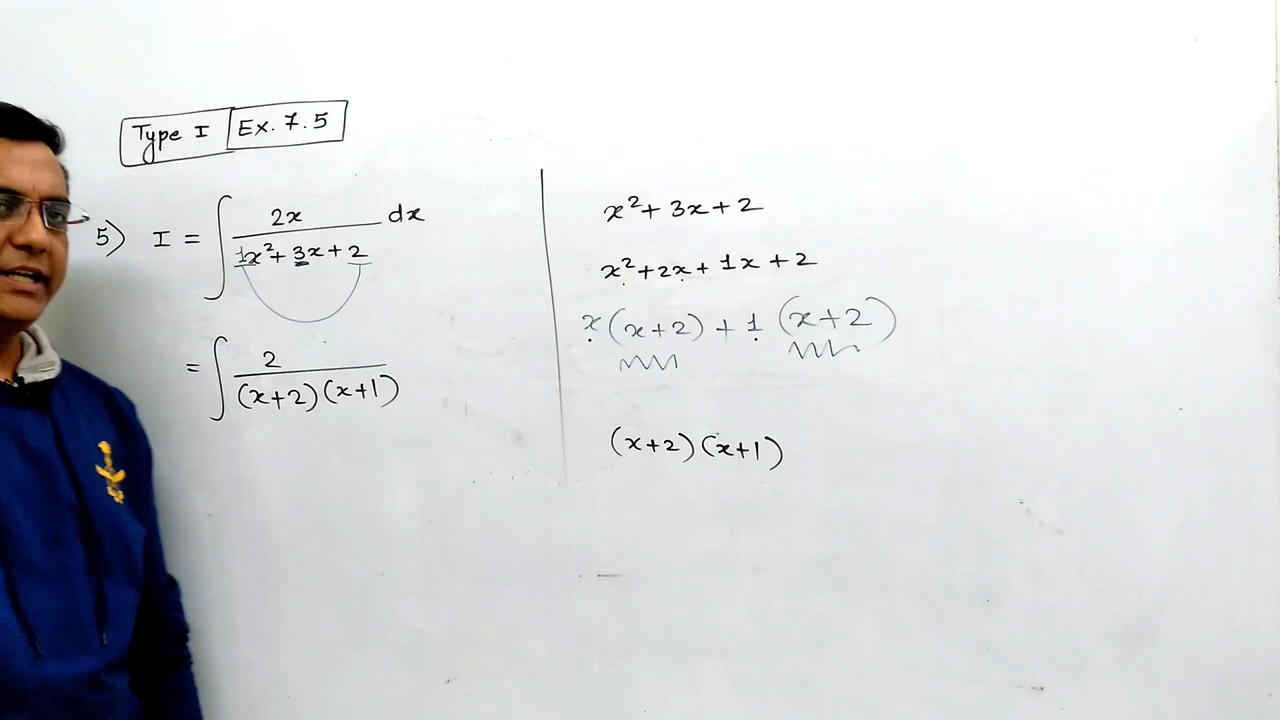 Type I Ex. 7.5
5) I = ∫ 2x / 1x² + 3x + 2 dx
= ∫ 2 / (x+2)(x+1)
x² + 3x + 2
x² + 2x + 1x + 2
x(x+2) + 1(x+2)
(x+2)(x+1)